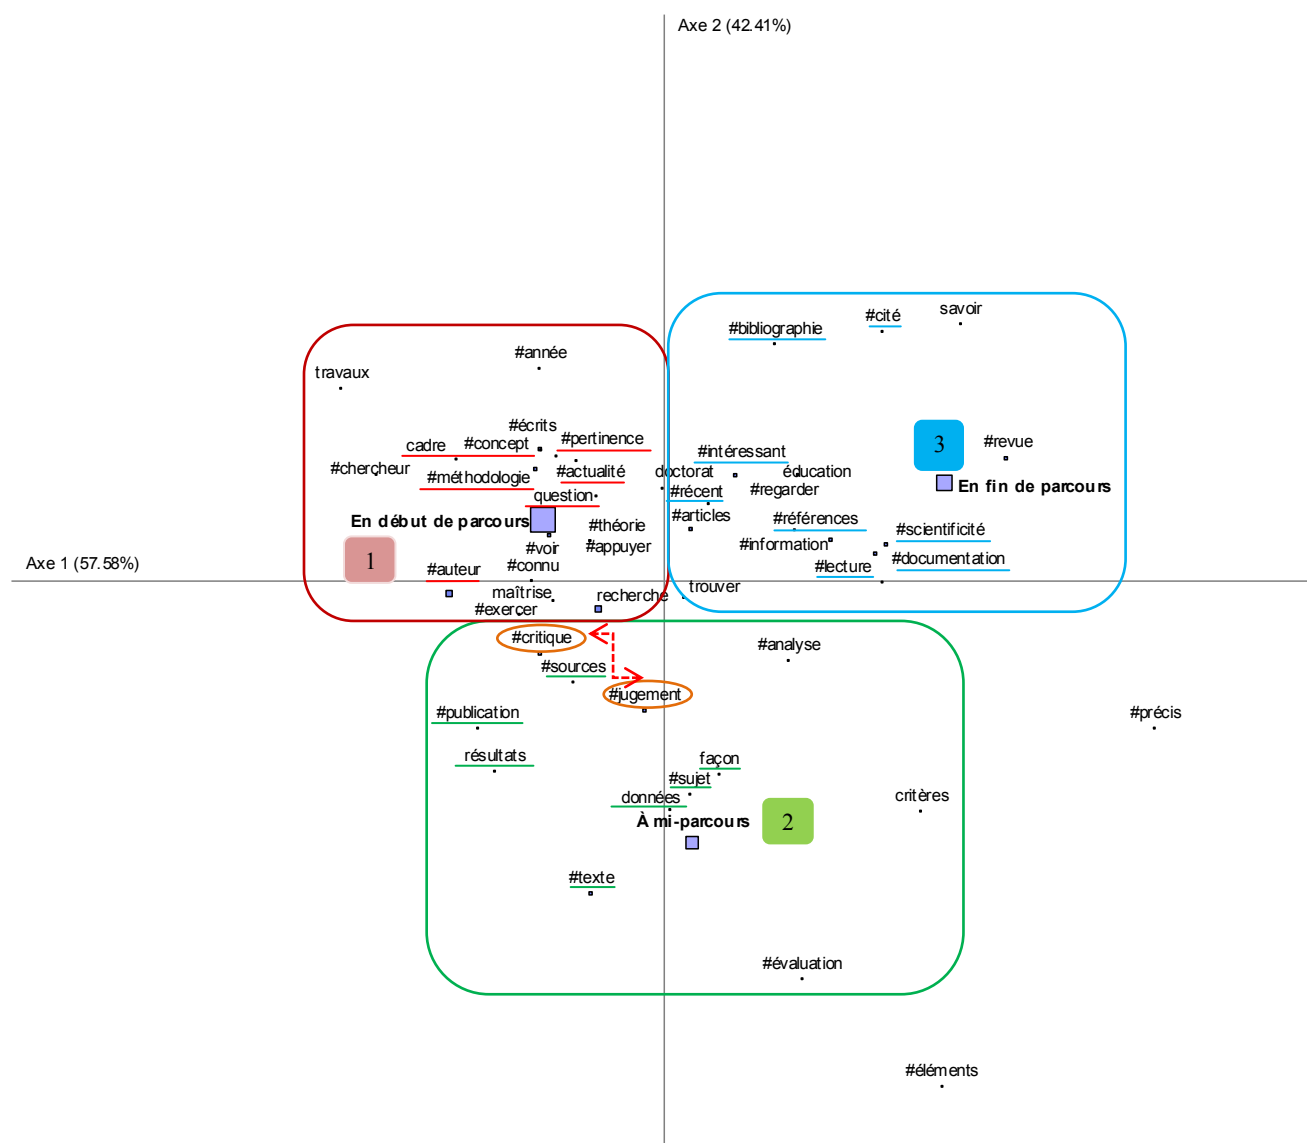 Axe 2 (42.41%)
savoir
#cité
#bibliographie
#année
travaux
#écrits
#pertinence
cadre
#concept
#revue
#intéressant
#chercheur
#méthodologie
#actualité
doctorat
éducation
3
#regarder
En fin de parcours
#récent
question
#articles
#références
En début de parcours
#théorie
#scientificité
#voir
#appuyer
#information
#documentation
Axe 1 (57.58%)
1
#auteur
#connu
#lecture
maîtrise
recherche
trouver
#exercer
#critique
#analyse
#sources
#jugement
#publication
#précis
résultats
façon
#sujet
données
critères
À mi-parcours
2
#texte
#évaluation
#éléments